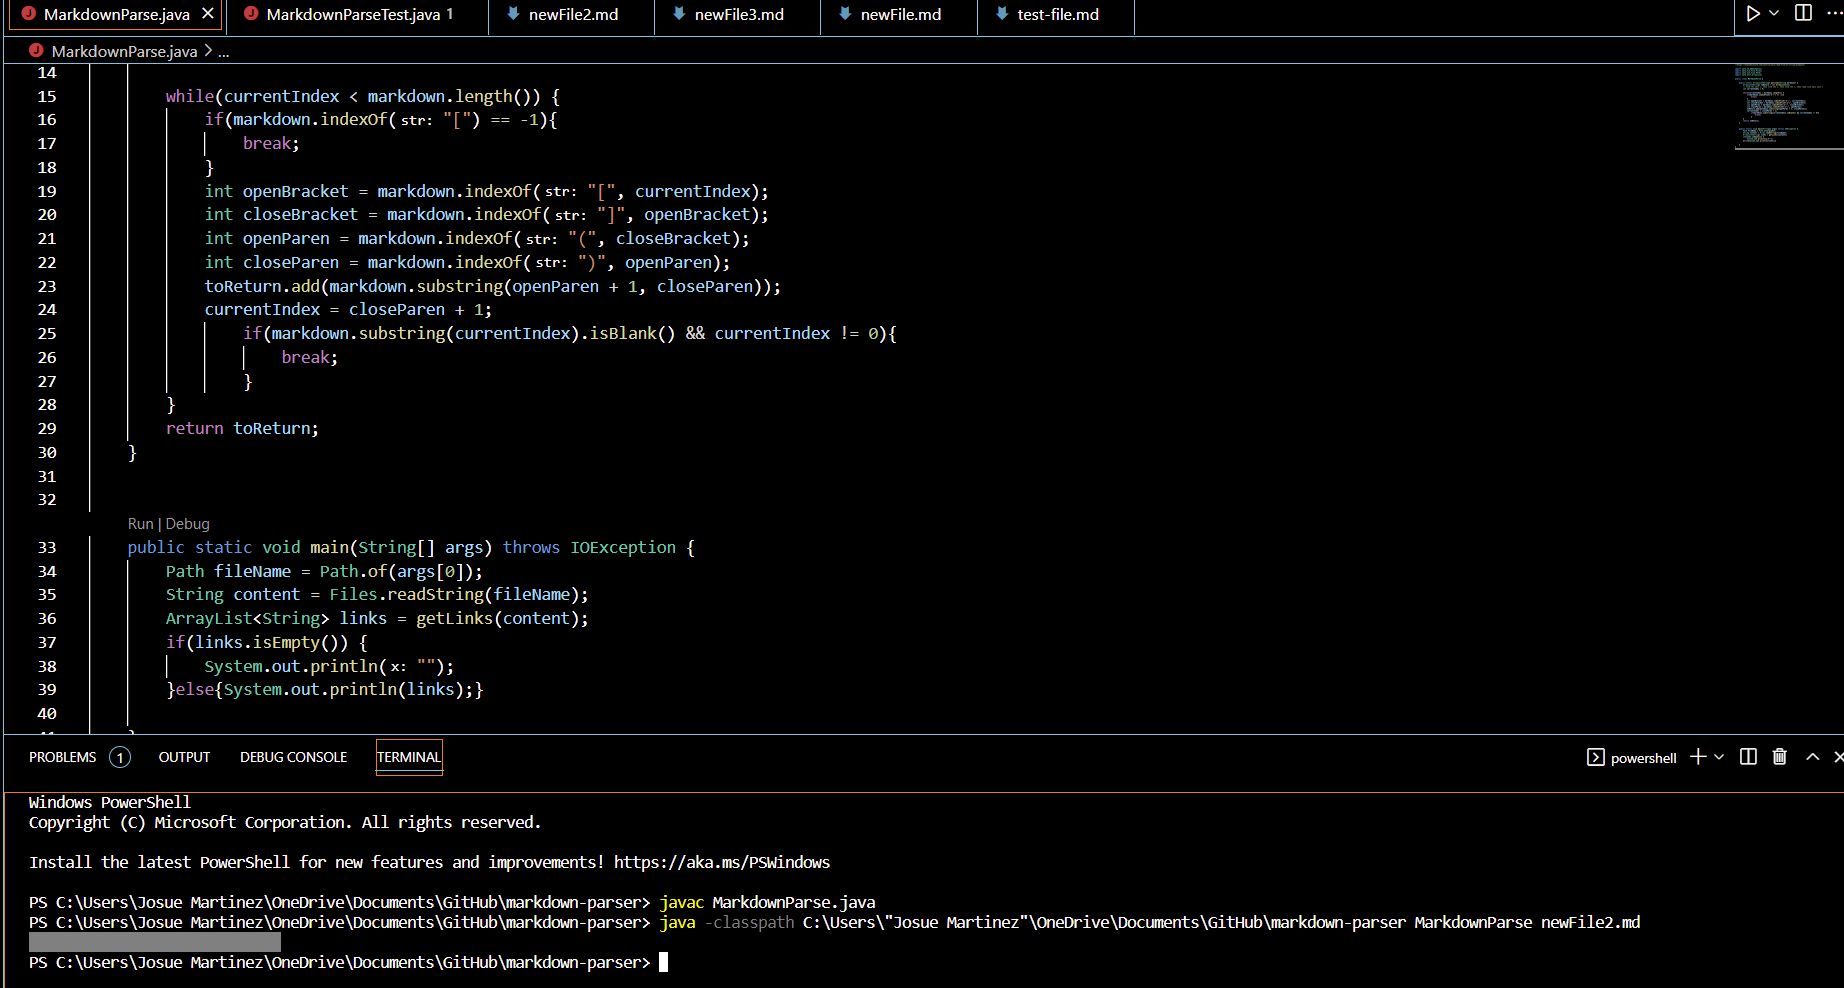 MarkdownParse.java
MarkdownParseTest.java 1
newFile2.md
newFile3.md
newFile.md
test-file.md
MarkdownParse.java > ...
14
15 while(currentIndex < markdown.length()) {
16 if(markdown.indexOf(str: "[") == -1){
17 break;
18 }
19 int openBracket = markdown.indexOf(str: "[", currentIndex);
20 int closeBracket = markdown.indexOf(str: "]", openBracket);
21 int openParen = markdown.indexOf(str: "(", closeBracket);
22 int closeParen = markdown.indexOf(str: ")", openParen);
23 toReturn.add(markdown.substring(openParen + 1, closeParen));
24 currentIndex = closeParen + 1;
25 if(markdown.substring(currentIndex).isBlank() && currentIndex != 0){
26 break;
27 }
28 }
29 return toReturn;
30 }
31
32
Run | Debug
33 public static void main(String[] args) throws IOException {
34 Path fileName = Path.of(args[0]);
35 String content = Files.readString(fileName);
36 ArrayList<String> links = getLinks(content);
37 if(links.isEmpty()) {
38 System.out.println(x: "");
39 }else{System.out.println(links);}
40
PROBLEMS 1 OUTPUT DEBUG CONSOLE TERMINAL
powershell
Windows PowerShell
Copyright (C) Microsoft Corporation. All rights reserved.
Install the latest PowerShell for new features and improvements! https://aka.ms/PSWindows
PS C:\Users\Josue Martinez\OneDrive\Documents\GitHub\markdown-parser> javac MarkdownParse.java
PS C:\Users\Josue Martinez\OneDrive\Documents\GitHub\markdown-parser> java -classpath C:\Users\"Josue Martinez"\OneDrive\Documents\GitHub\markdown-parser MarkdownParse newFile2.md
PS C:\Users\Josue Martinez\OneDrive\Documents\GitHub\markdown-parser>